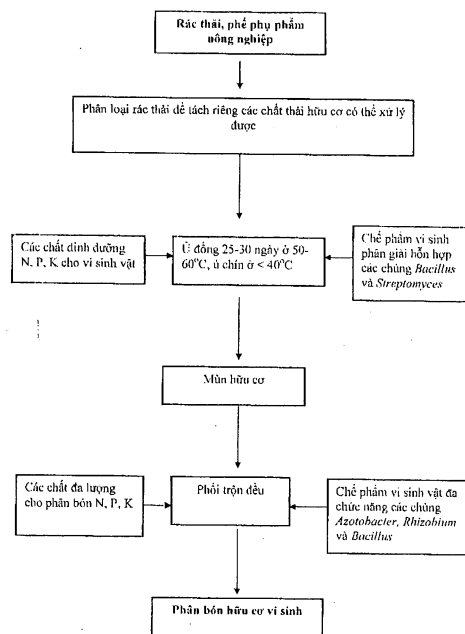 Rác thải, phế phụ phẩm
nông nghiệp
Phân loại rác thải để tách riêng các chất thải hữu cơ có thể xử lý
được
Các chất dinh dưỡng
N, P, K cho vi sinh vật
Ủ đống 25-30 ngày ở 50-
60°C, ủ chín ở < 40°C
Chế phẩm vi sinh
phân giải hỗn hợp
các chủng Bacillus
và Streptomyces
Mùn hữu cơ
Các chất đa lượng
cho phân bón N, P, K
Phối trộn đều
Chế phẩm vi sinh vật đa
chức năng các chủng
Azotobacter, Rhizobium
và Bacillus
Phân bón hữu cơ vi sinh